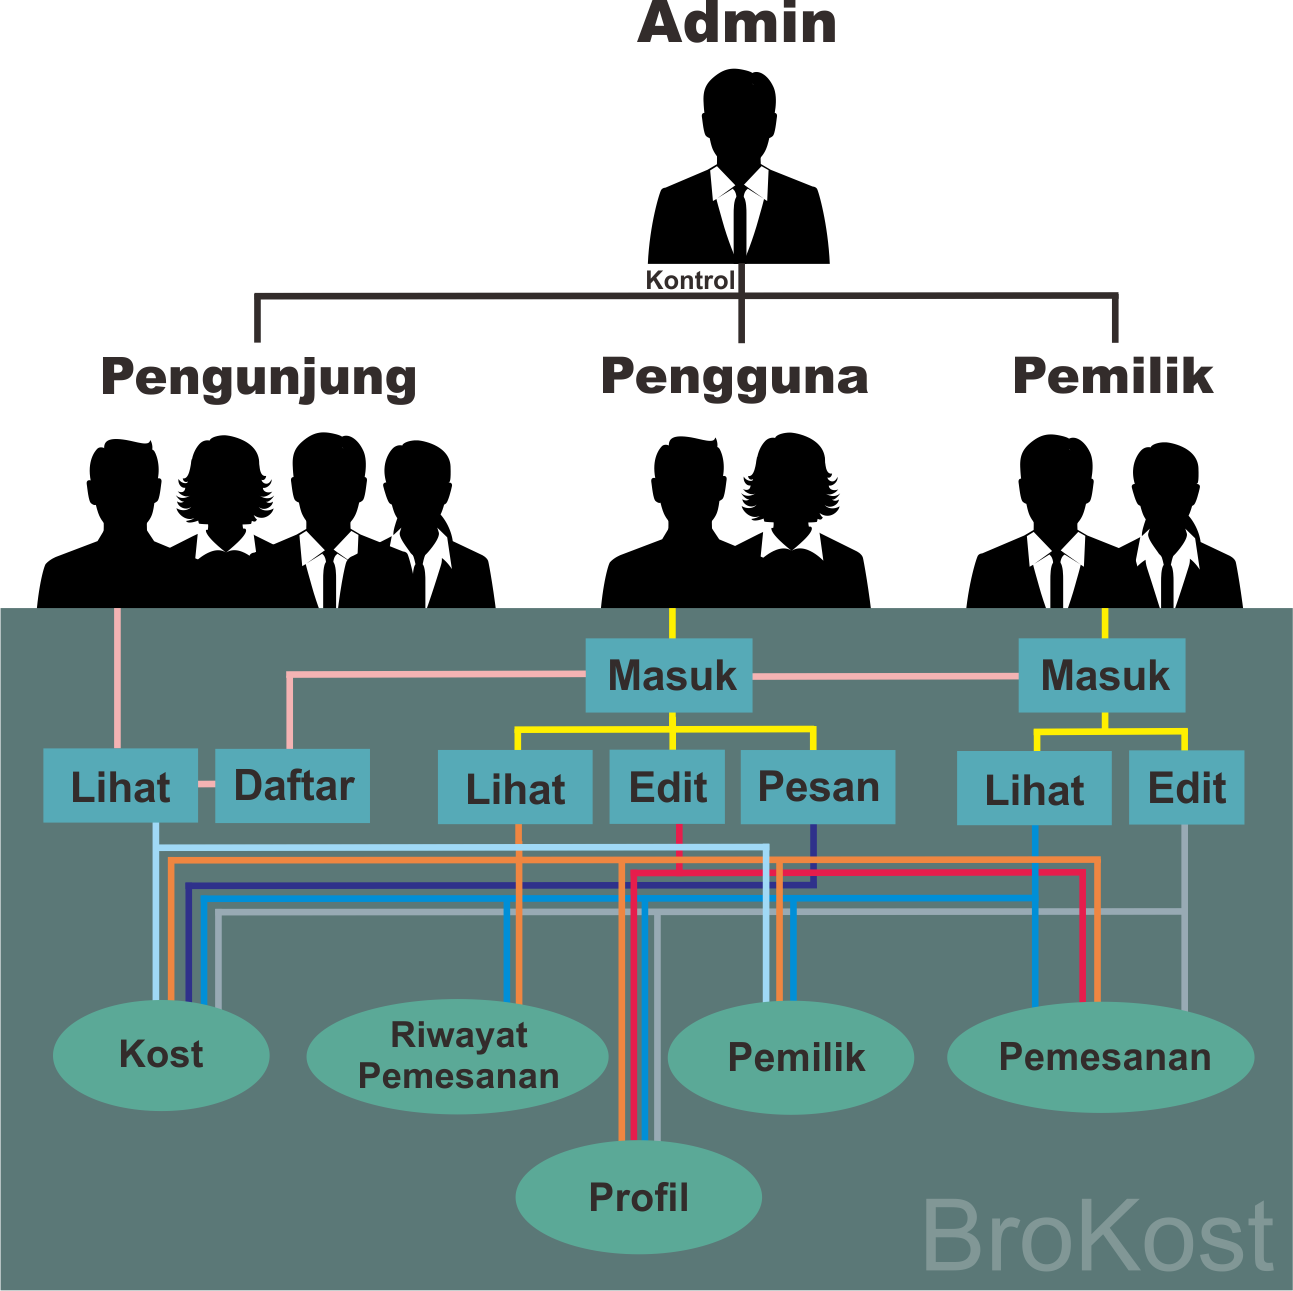 Admin
Kontrol
Pengunjung
Pengguna
Pemilik
Masuk
Masuk
Lihat
Daftar
Lihat
Edit
Pesan
Lihat
Edit
Kost
Riwayat
Pemesanan
Pemilik
Pemesanan
Profil
BroKost